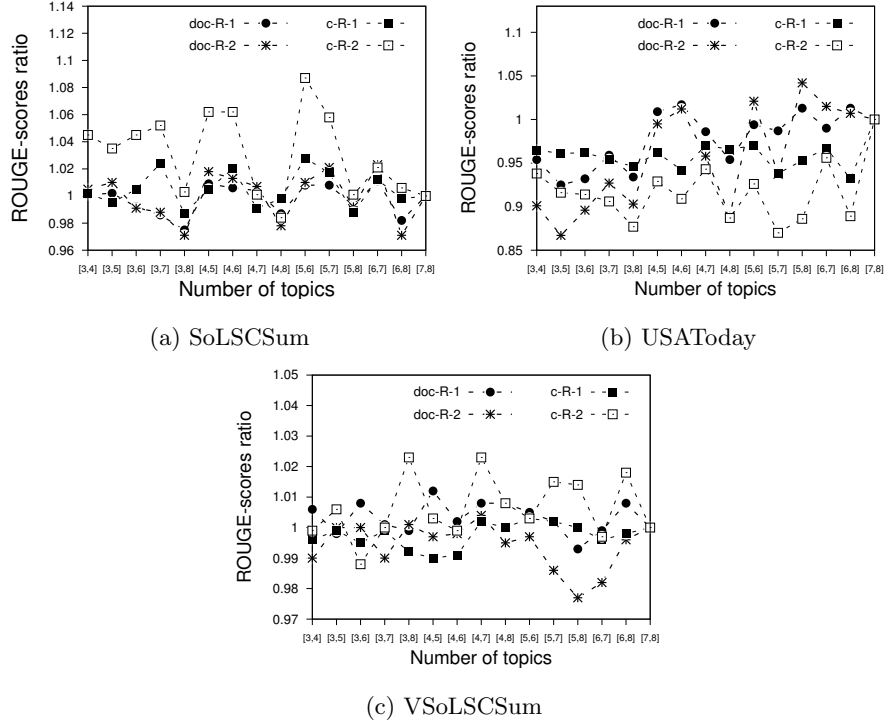 1.14
1.12
1.1
1.08
1.06
1.04
1.02
1
0.98
0.96
ROUGE-scores ratio
doc-R-1
doc-R-2
c-R-1
c-R-2
[3,4] [3,5] [3,6] [3,7] [3,8] [4,5] [4,6] [4,7] [4,8] [5,6] [5,7] [5,8] [6,7] [6,8] [7,8]
Number of topics
(a) SoLSCSum
1.1
1.05
1
0.95
0.9
0.85
ROUGE-scores ratio
doc-R-1
doc-R-2
c-R-1
c-R-2
[3,4] [3,5] [3,6] [3,7] [3,8] [4,5] [4,6] [4,7] [4,8] [5,6] [5,7] [5,8] [6,7] [6,8] [7,8]
Number of topics
(b) USAToday
1.05
1.04
1.03
1.02
1.01
1
0.99
0.98
0.97
ROUGE-scores ratio
doc-R-1
doc-R-2
c-R-1
c-R-2
[3,4] [3,5] [3,6] [3,7] [3,8] [4,5] [4,6] [4,7] [4,8] [5,6] [5,7] [5,8] [6,7] [6,8] [7,8]
Number of topics
(c) VSoLSCSum